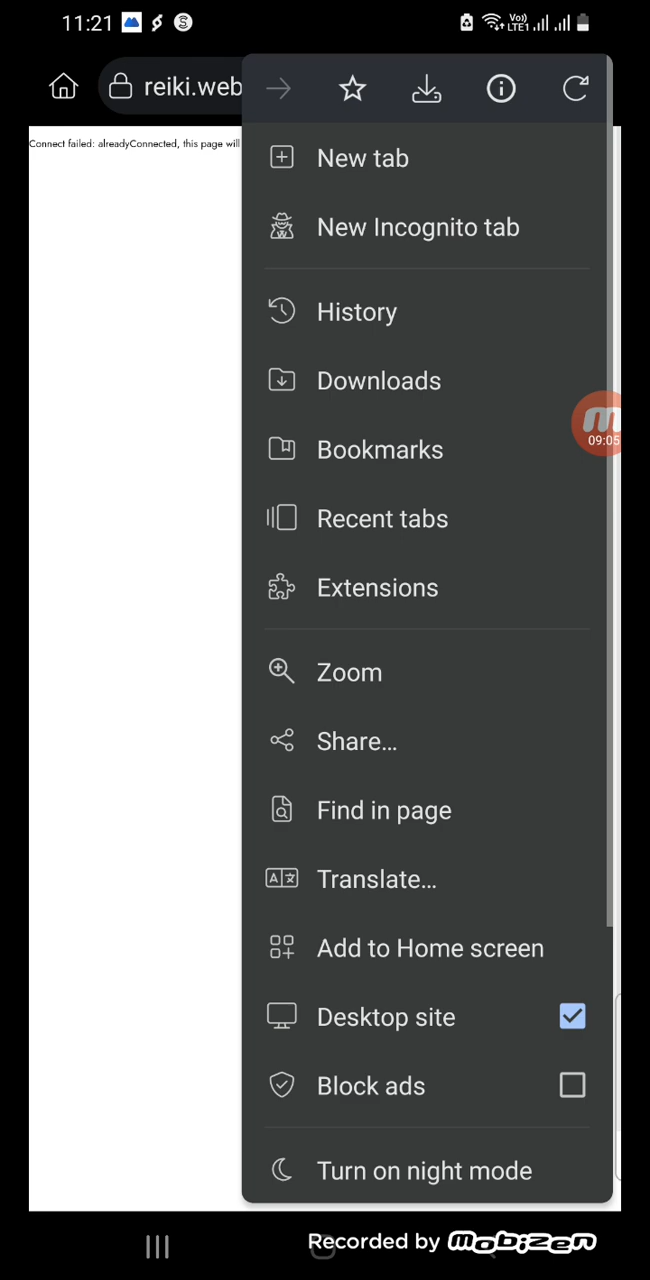 11:21
Vo))
LTE1
reiki.web
Connect failed: alreadyConnected, this page will
New tab
New Incognito tab
History
Downloads
09:05
Bookmarks
Recent tabs
Extensions
Zoom
Share...
Find in page
Translate...
Add to Home screen
Desktop site
Block ads
Turn on night mode
Recorded by mobizen